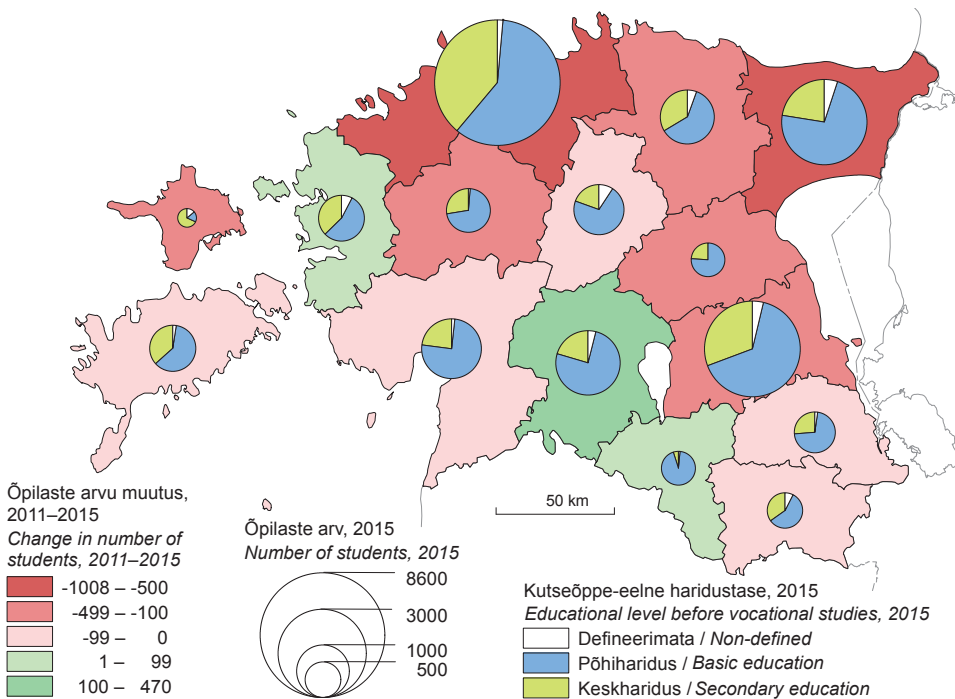 50 km
Õpilaste arvu muutus,
2011–2015
Change in number of
students, 2011–2015
-1008 – -500
-499 – -100
-99 – 0
1 – 99
100 – 470
Õpilaste arv, 2015
Number of students, 2015
8600
3000
1000
500
Kutseõppe-eelne haridustase, 2015
Educational level before vocational studies, 2015
Defineerimata / Non-defined
Põhiharidus / Basic education
Keskharidus / Secondary education